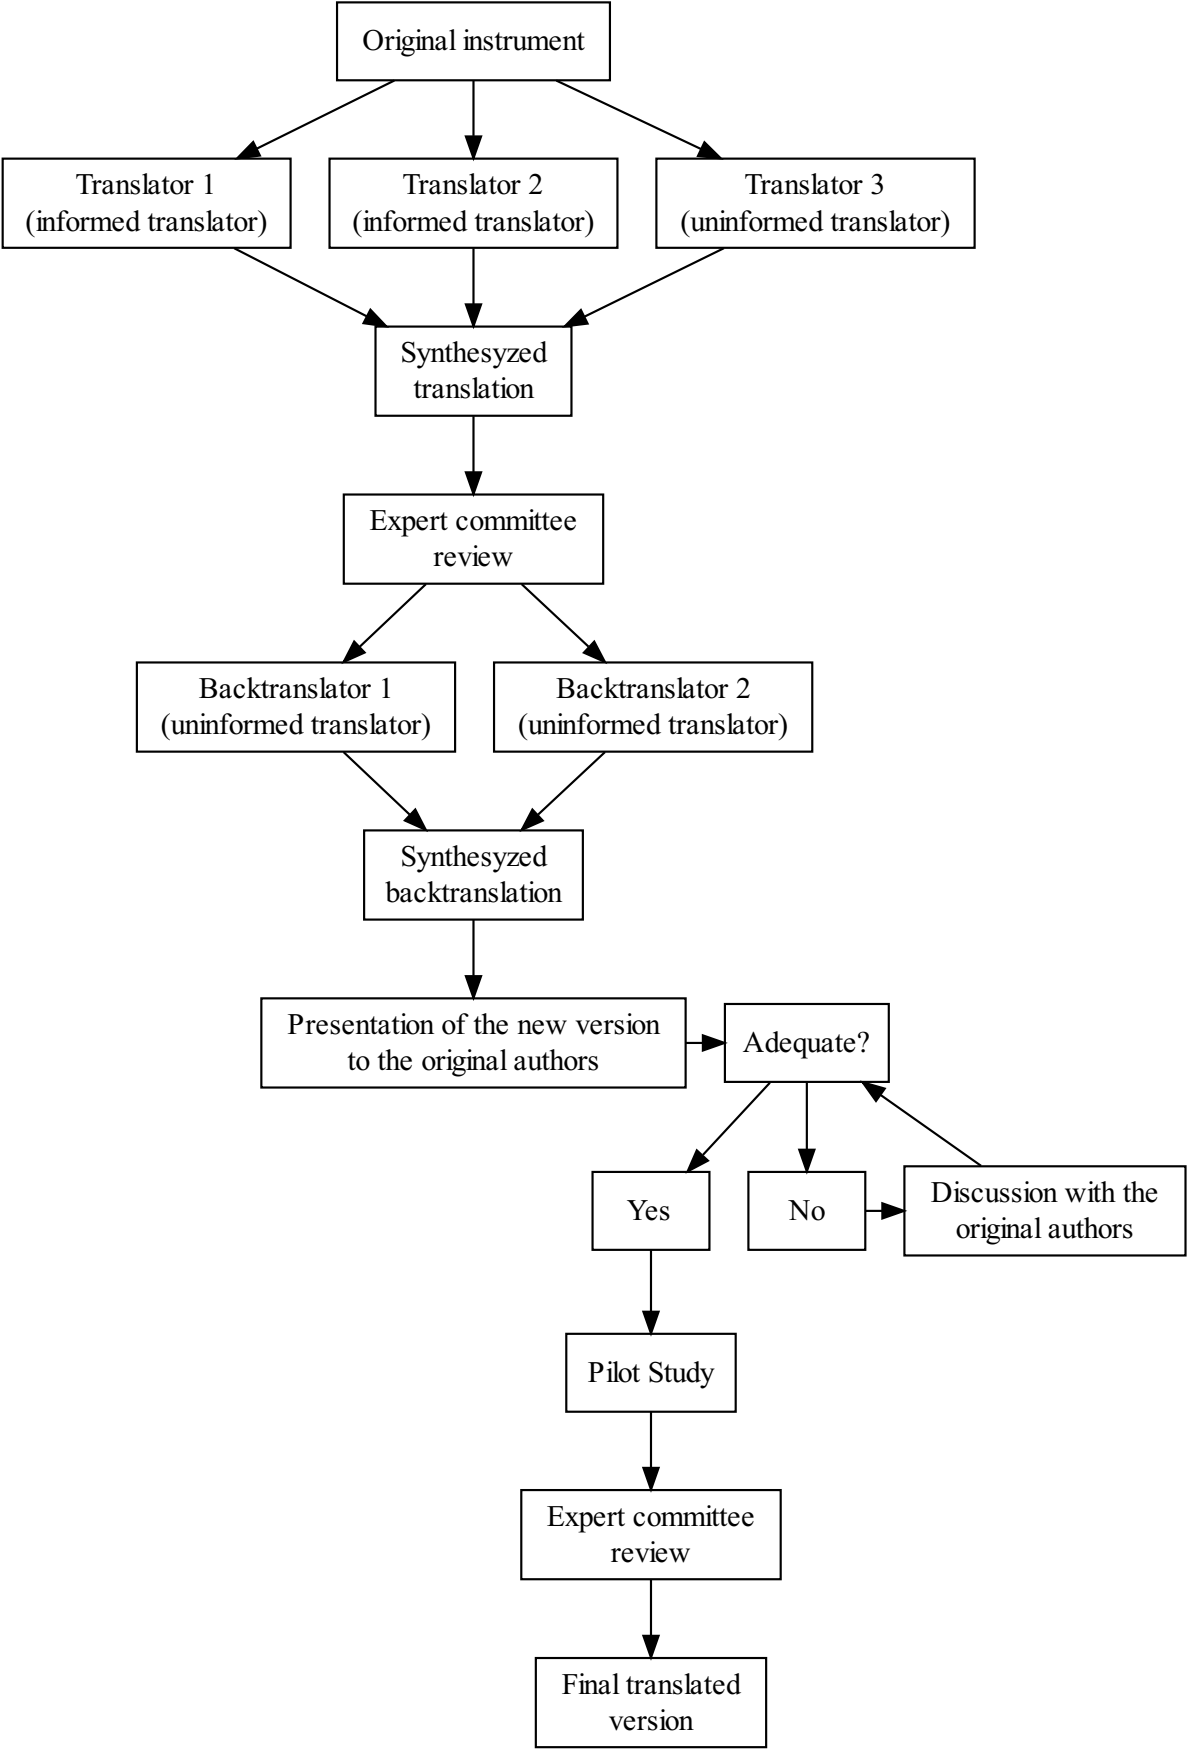 Original instrument
Translator 1
(informed translator)
Translator 2
(informed translator)
Translator 3
(uninformed translator)
Synthesyzed
translation
Expert committee
review
Backtranslator 1
(uninformed translator)
Backtranslator 2
(uninformed translator)
Synthesyzed
backtranslation
Presentation of the new version
to the original authors
Adequate?
Yes
No
Discussion with the
original authors
Pilot Study
Expert committee
review
Final translated
version